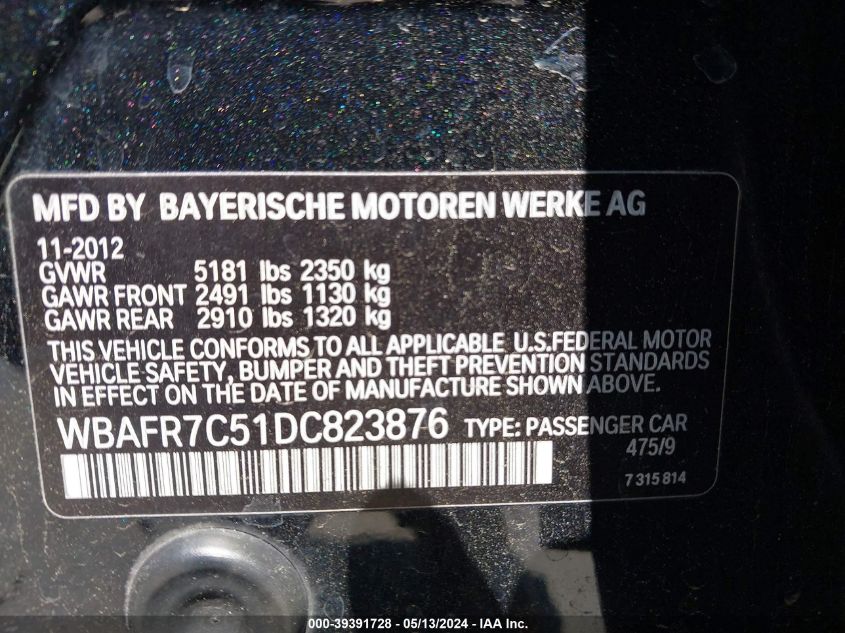 MFD BY BAYERISCHE MOTOREN WERKE AG
11-2012
GVWR 5181 lbs 2350 kg
GAWR FRONT 2491 lbs 1130 kg
GAWR REAR 2910 lbs 1320 kg
THIS VEHICLE CONFORMS TO ALL APPLICABLE U.S.FEDERAL MOTOR
VEHICLE SAFETY, BUMPER AND THEFT PREVENTION STANDARDS
IN EFFECT ON THE DATE OF MANUFACTURE SHOWN ABOVE.
WBAFR7C51DC823876 TYPE: PASSENGER CAR
475/9
7 315 814
000-39391728 - 05/13/2024 - IAA Inc.